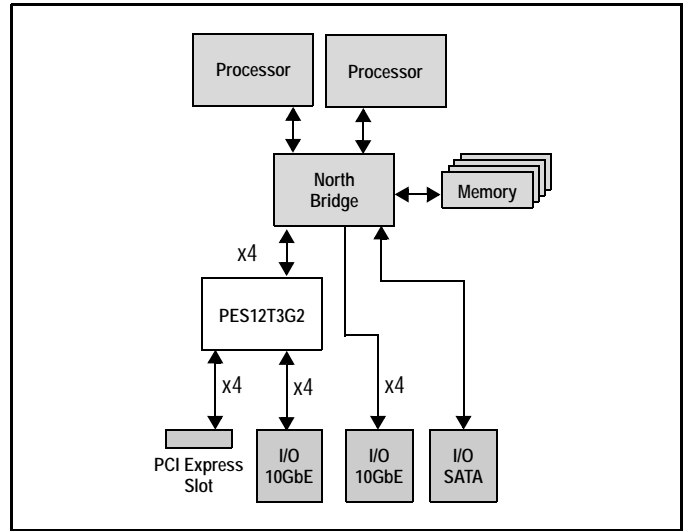 Processor
Processor
North
Bridge
Memory
x4
PES12T3G2
x4
x4
x4
PCI Express
Slot
I/O
10GbE
I/O
10GbE
I/O
SATA